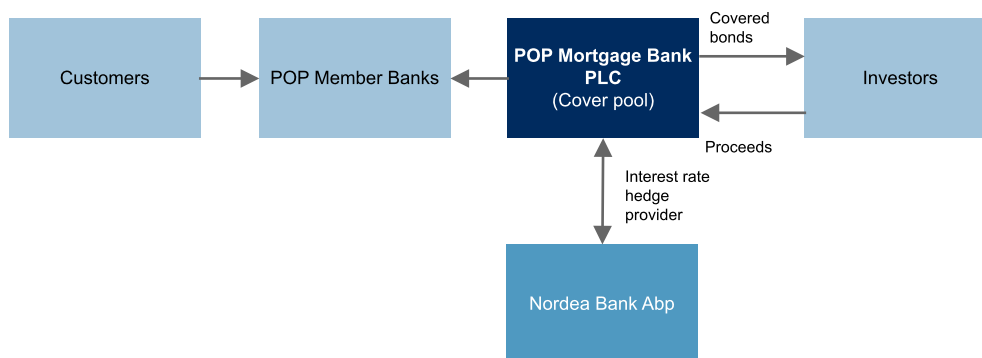 Customers
POP Member Banks
POP Mortgage Bank
PLC
(Cover pool)
Covered
bonds
Investors
Proceeds
Interest rate
hedge
provider
Nordea Bank Abp